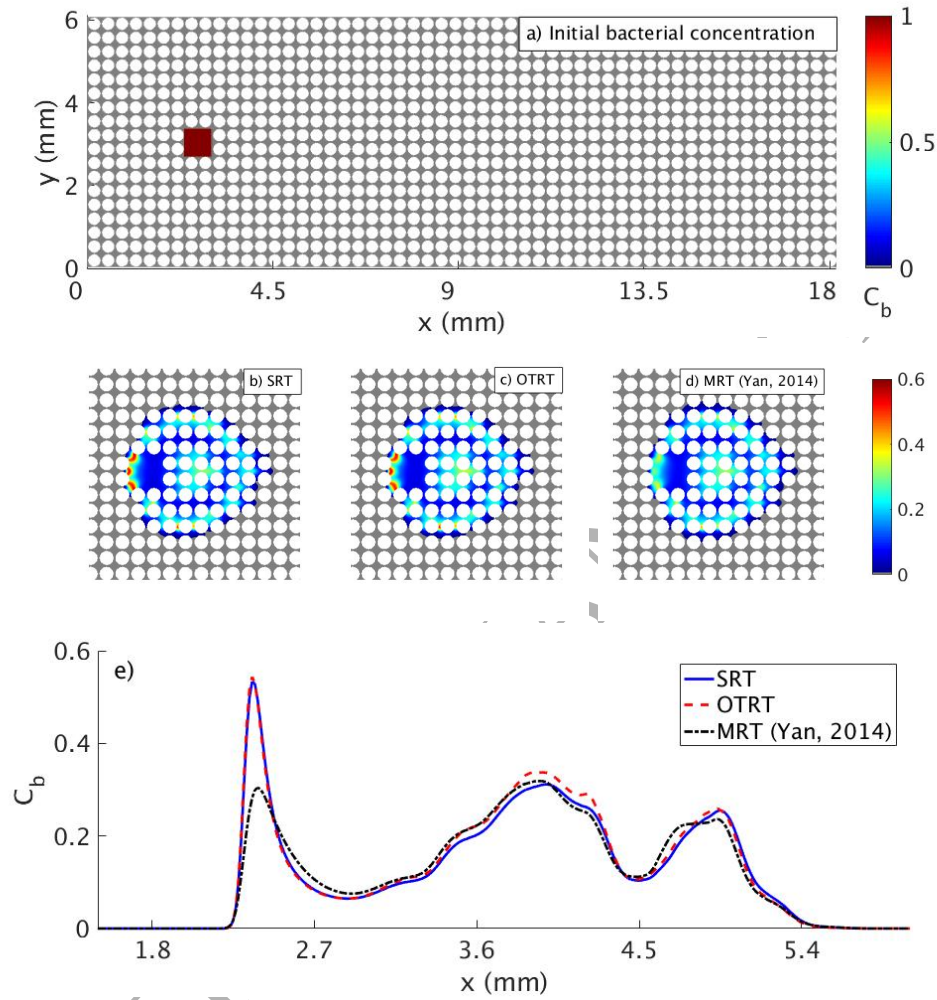 a) Initial bacterial concentration
6
4
2
0
y (mm)
0 4.5 9 13.5 18
x (mm)
1
0.5
0
C_b
b) SRT
c) OTRT
d) MRT (Yan, 2014)
0.6
0.4
0.2
0
e)
SRT
OTRT
MRT (Yan, 2014)
0.6
0.4
0.2
0
C_b
1.8 2.7 3.6 4.5 5.4
x (mm)